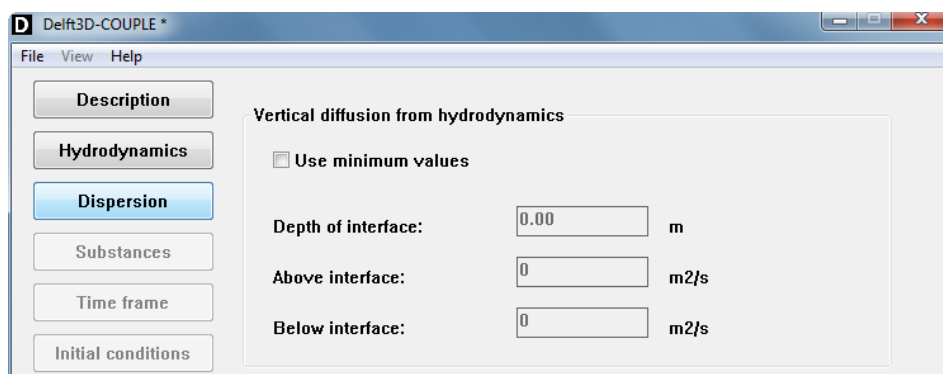 D Delft3D-COUPLE *
File View Help
Description
Hydrodynamics
Dispersion
Substances
Time frame
Initial conditions
Vertical diffusion from hydrodynamics
Use minimum values
Depth of interface: 0.00 m
Above interface: 0 m2/s
Below interface: 0 m2/s